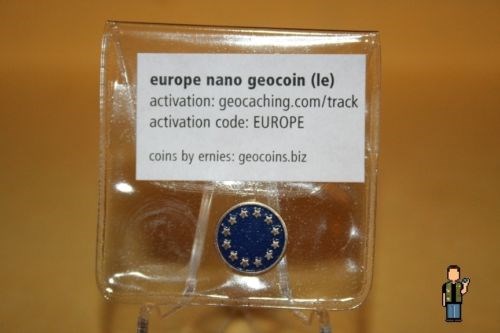 europe nano geocoin (le)
activation: geocaching.com/track
activation code: EUROPE
coins by ernies: geocoins.biz